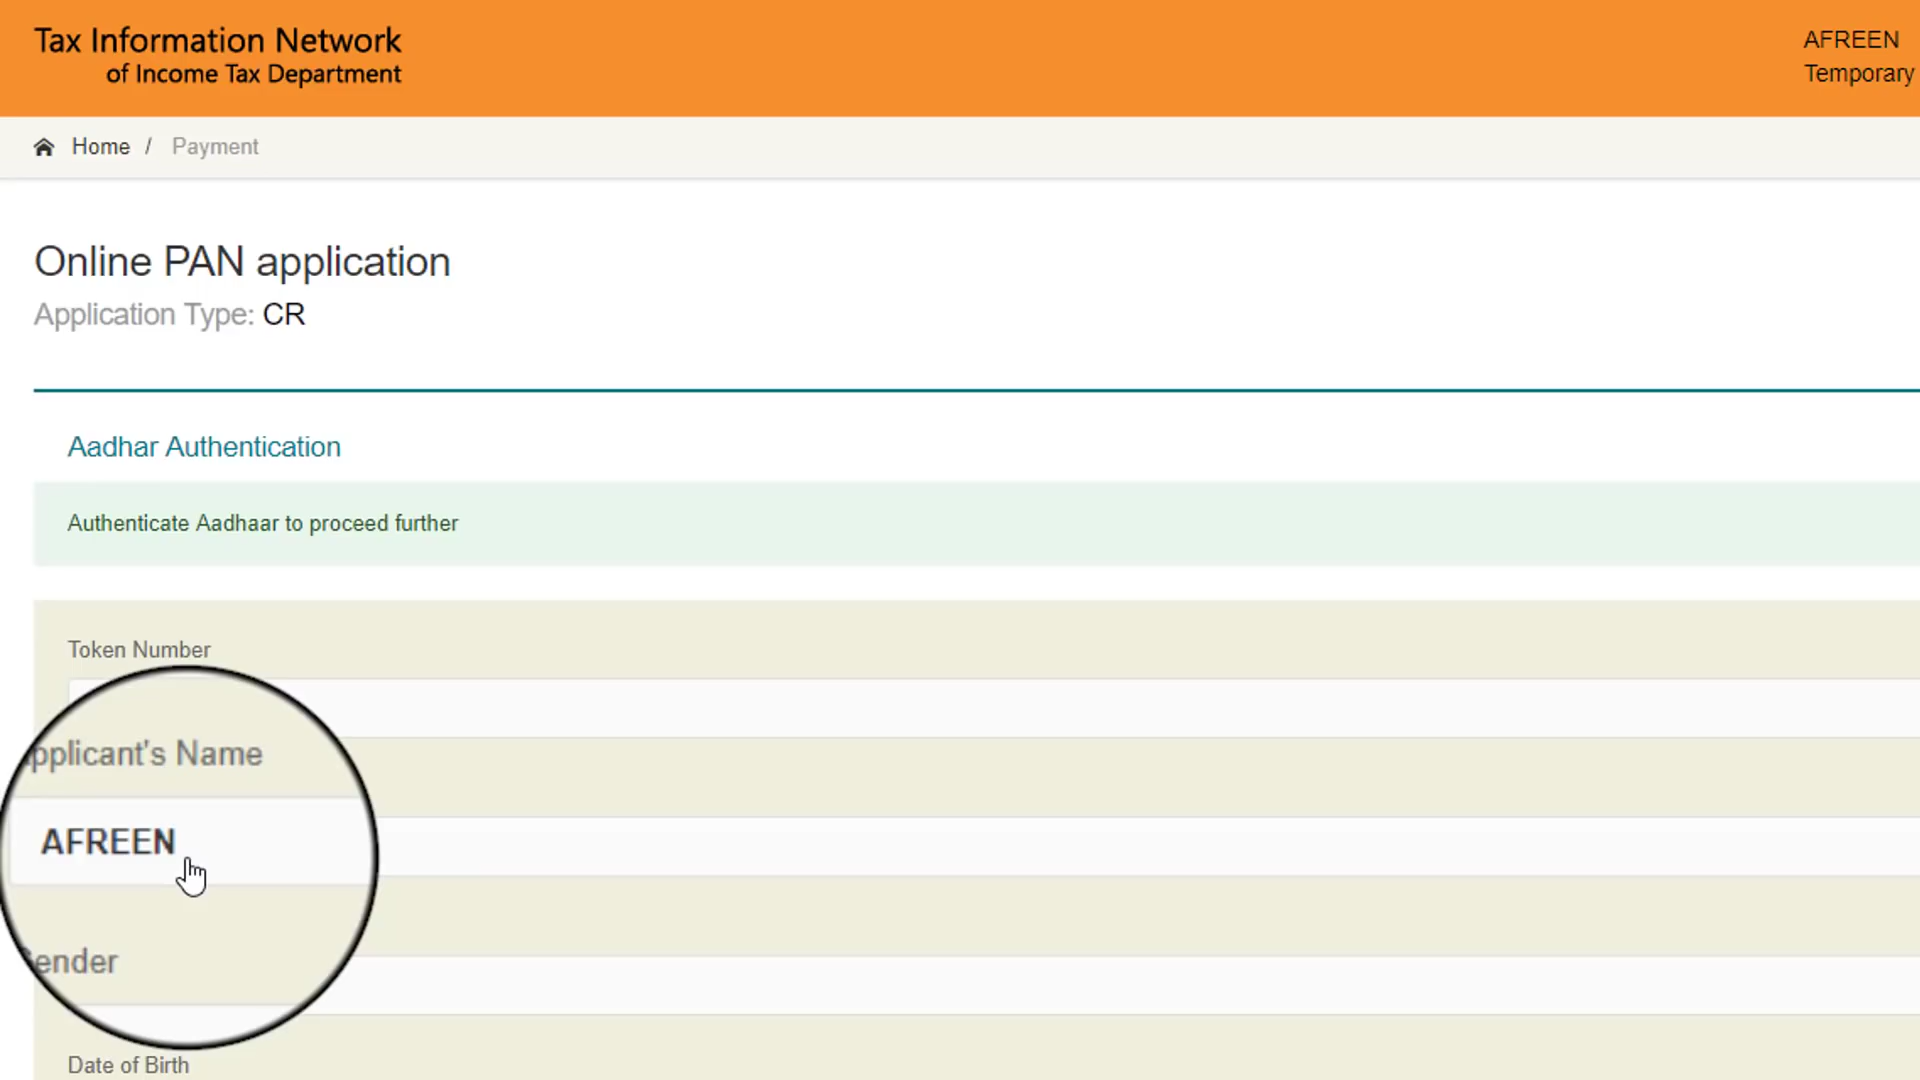 Tax Information Network
of Income Tax Department
AFREEN
Temporary
Home / Payment
Online PAN application
Application Type: CR
Aadhar Authentication
Authenticate Aadhaar to proceed further
Token Number
pplicant's Name
AFREEN
ender
Date of Birth